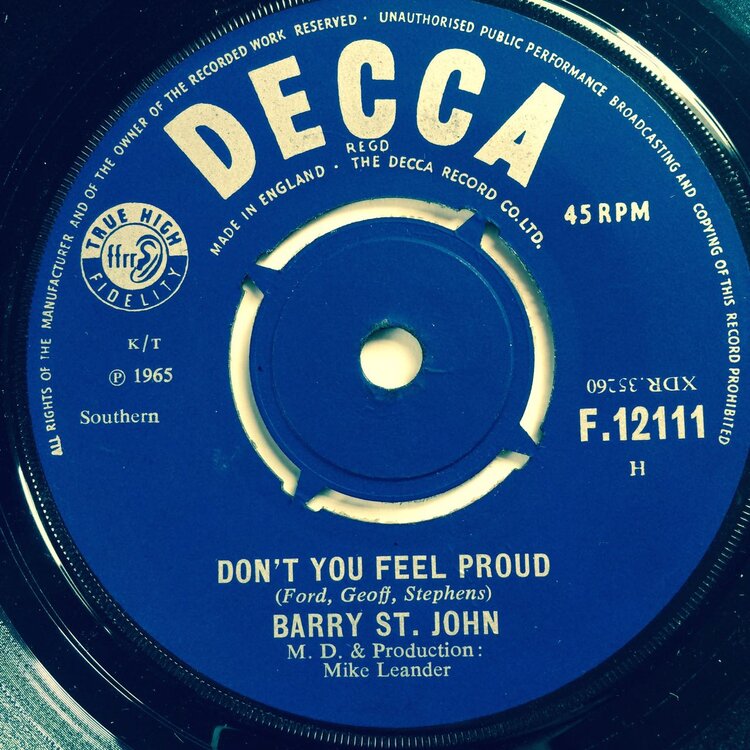 ALL RIGHTS OF THE MANUFACTURER AND OF THE OWNER OF THE RECORDED WORK RESERVED · UNAUTHORISED PUBLIC PERFORMANCE BROADCASTING AND COPYING OF THIS RECORD PROHIBITED
DECCA
REGD
MADE IN ENGLAND · THE DECCA RECORD CO. LTD.
45 RPM
TRUE HIGH
ffrr
FIDELITY
K/T
℗ 1965
Southern
XDR.35260
F.12111
H
DON'T YOU FEEL PROUD
(Ford, Geoff, Stephens)
BARRY ST. JOHN
M. D. & Production:
Mike Leander